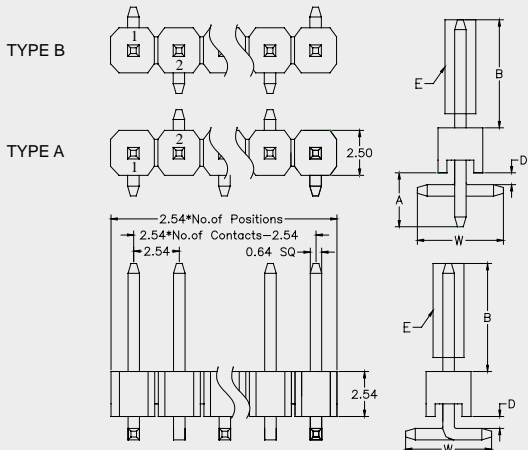 TYPE B
1
2
TYPE A
2
1
2.50
2.54*No.of Positions
2.54*No.of Contacts-2.54
2.54
0.64 SQ
2.54
E
B
D
A
W
E
B
D
W